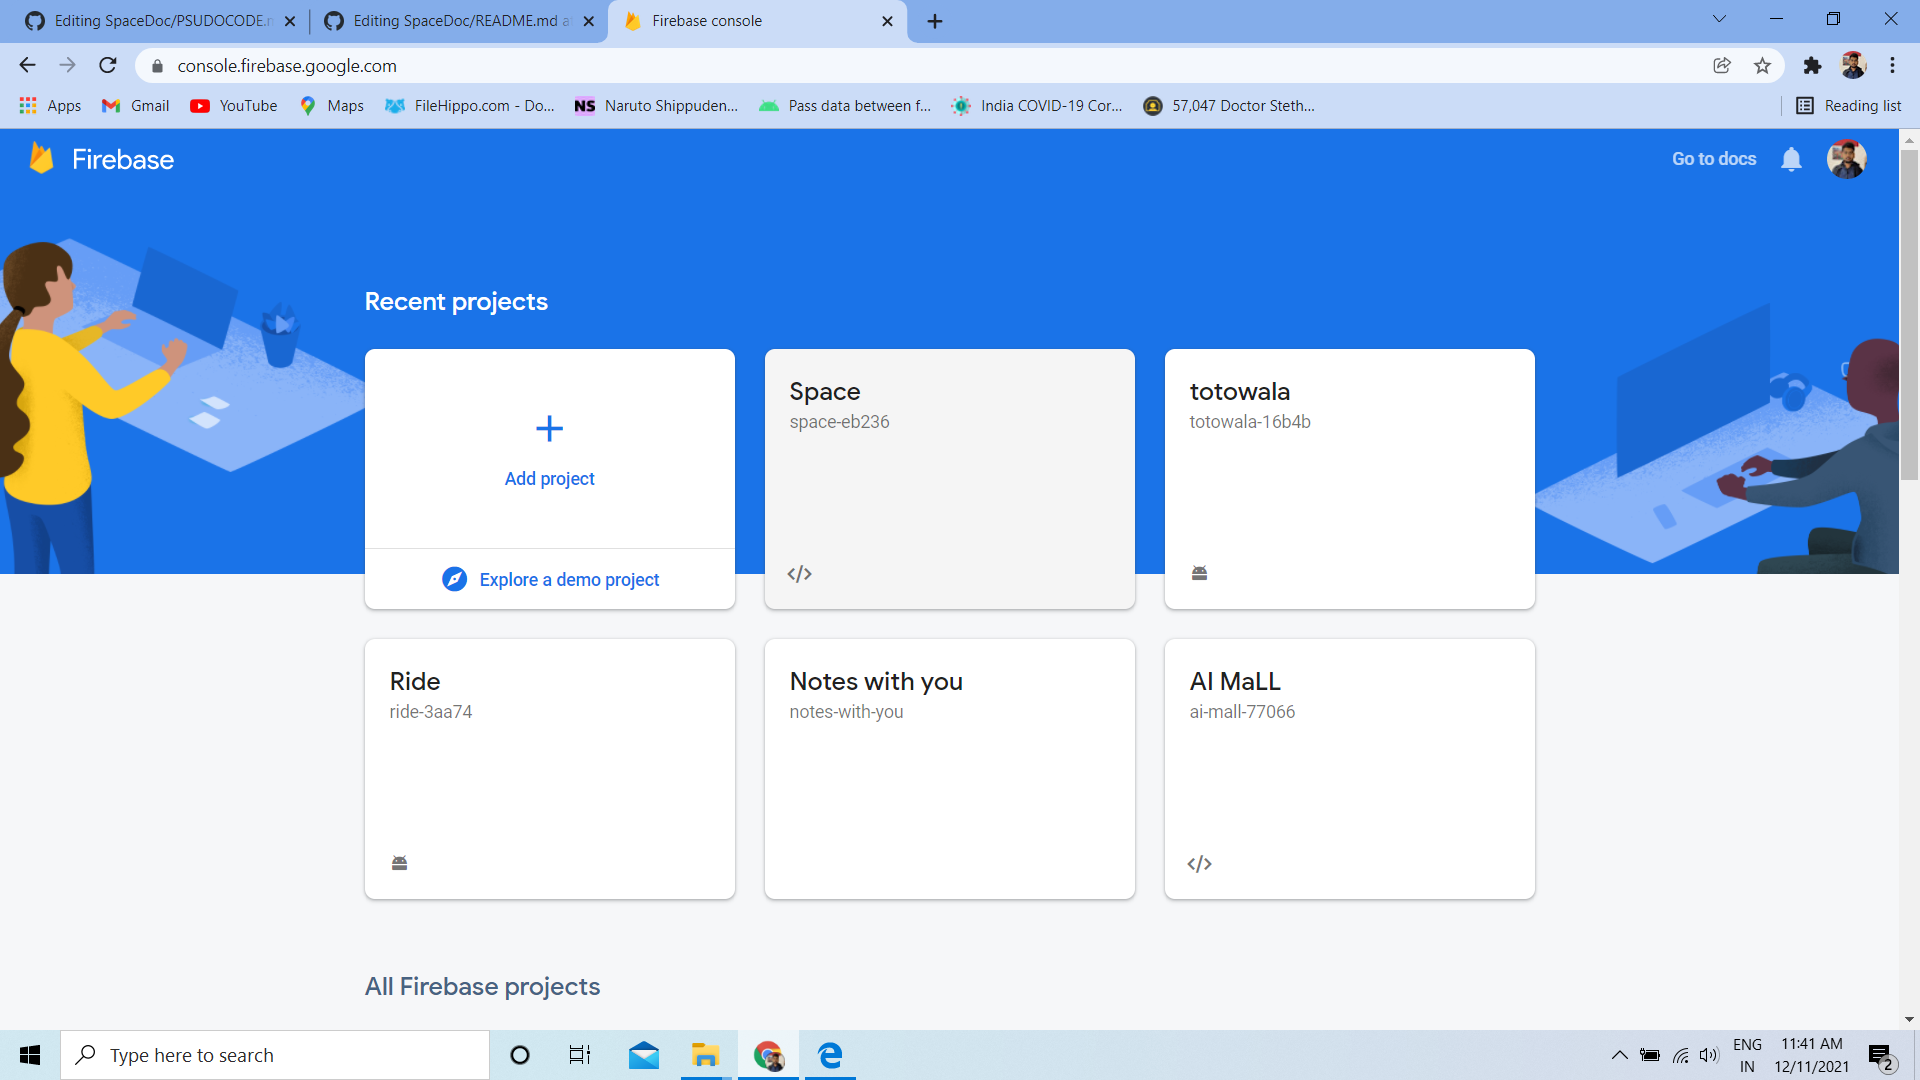 Editing SpaceDoc/PSUDOCODE.m
Editing SpaceDoc/README.md a
Firebase console
console.firebase.google.com
Apps
Gmail
YouTube
Maps
FileHippo.com - Do...
NS
Naruto Shippuden...
Pass data between f...
India COVID-19 Cor...
57,047 Doctor Steth...
Reading list
Firebase
Go to docs
Recent projects
Add project
Explore a demo project
Space
space-eb236
totowala
totowala-16b4b
Ride
ride-3aa74
Notes with you
notes-with-you
AI MaLL
ai-mall-77066
All Firebase projects
Type here to search
ENG
IN
11:41 AM
12/11/2021
2